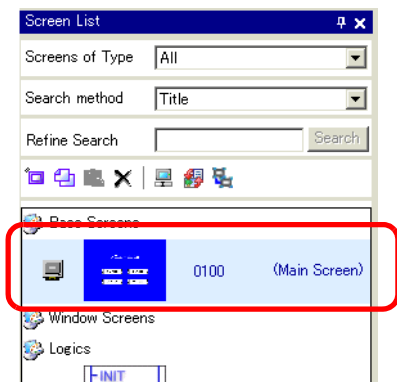 Screen List
Screens of Type All
Search method Title
Refine Search Search
Base Screens
0100 (Main Screen)
Window Screens
Logics
INIT